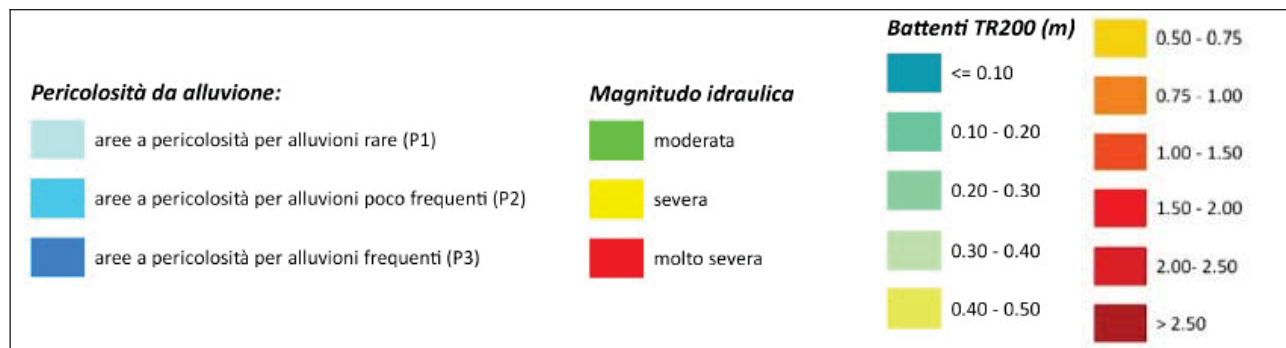 Pericolosità da alluvione:
aree a pericolosità per alluvioni rare (P1)
aree a pericolosità per alluvioni poco frequenti (P2)
aree a pericolosità per alluvioni frequenti (P3)
Magnitudo idraulica
moderata
severa
molto severa
Battenti TR200 (m)
<= 0.10
0.10 - 0.20
0.20 - 0.30
0.30 - 0.40
0.40 - 0.50
0.50 - 0.75
0.75 - 1.00
1.00 - 1.50
1.50 - 2.00
2.00- 2.50
> 2.50